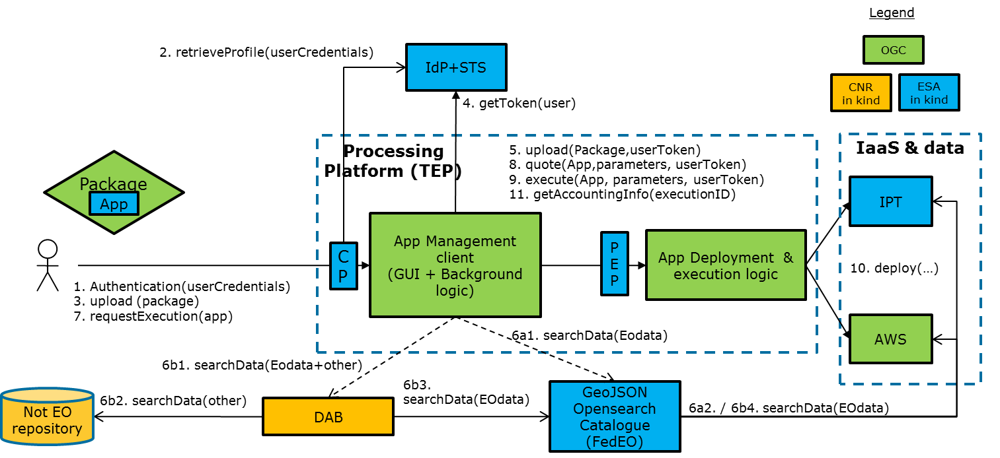 Legend
OGC
CNR
in kind
ESA
in kind
2. retrieveProfile(userCredentials)
IdP+STS
4. getToken(user)
Processing
Platform (TEP)
5. upload(Package,userToken)
8. quote(App,parameters, userToken)
9. execute(App, parameters, userToken)
11. getAccountingInfo(executionID)
IaaS & data
Package
App
IPT
C
P
App Management
client
(GUI + Background
logic)
P
E
P
App Deployment &
execution logic
10. deploy(…)
1. Authentication(userCredentials)
3. upload (package)
7. requestExecution(app)
AWS
6a1. searchData(Eodata)
6b1. searchData(Eodata+other)
6b2. searchData(other)
6b3.
searchData(EOdata)
Not EO
repository
DAB
GeoJSON
Opensearch
Catalogue
(FedEO)
6a2. / 6b4. searchData(EOdata)